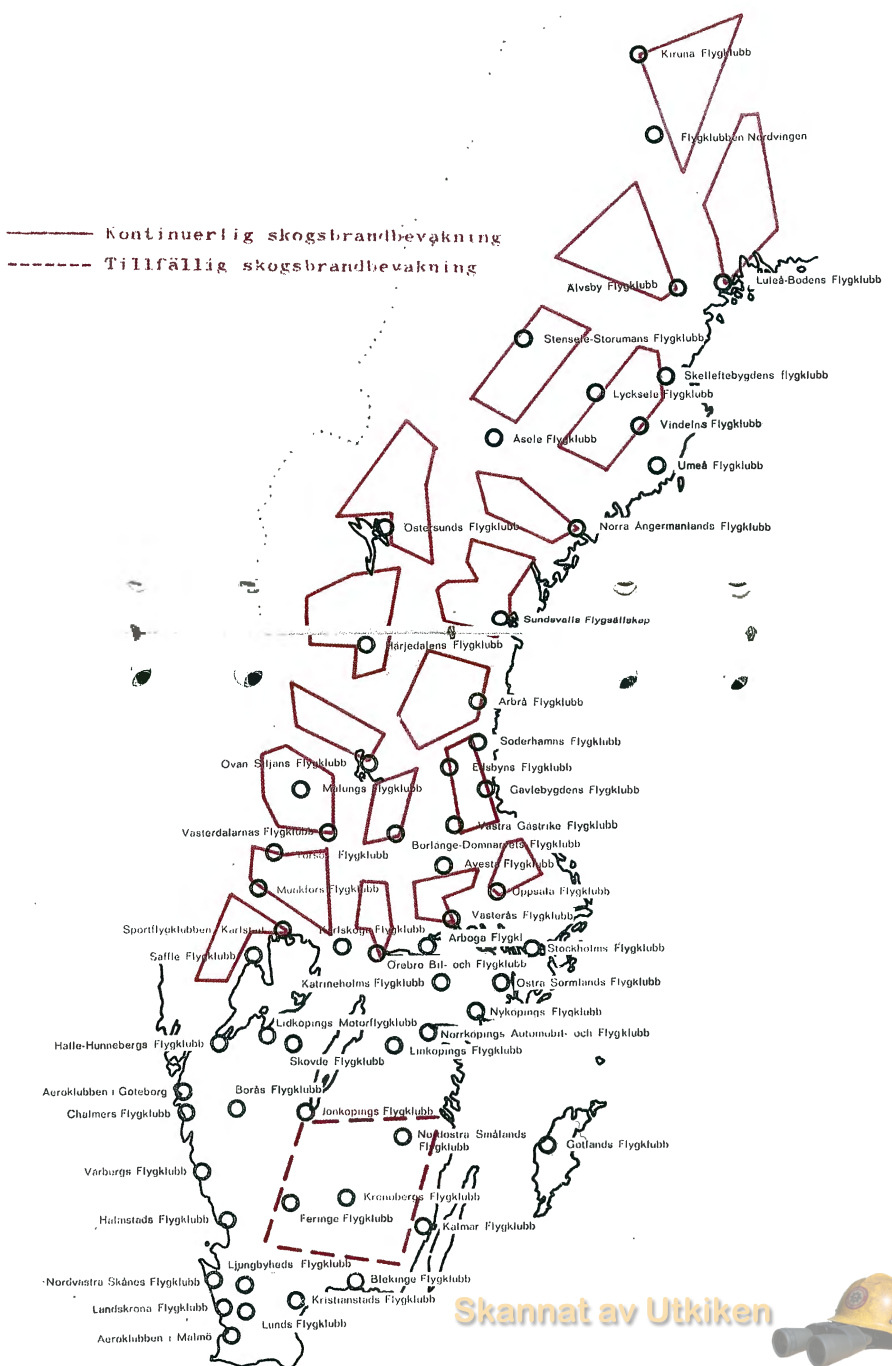 Kiruna Flygklubb
Flygklubben Nordvingen
Kontinuerlig skogsbrandbevakning
Tillfällig skogsbrandbevakning
Älvsby Flygklubb
Luleå-Bodens Flygklubb
Stensele-Storumans Flygklubb
Skelleftebygdens flygklubb
Lycksele Flygklubb
Vindelns Flygklubb
Åsele Flygklubb
Umeå Flygklubb
Östersunds Flygklubb
Norra Ångermanlands Flygklubb
Sundsvalls Flygsällskap
Härjedalens Flygklubb
Arbrå Flygklubb
Söderhamns Flygklubb
Ovan Siljans Flygklubb
Edsbyns Flygklubb
Malungs Flygklubb
Gävlebygdens Flygklubb
Västerdalarnas Flygklubb
Västra Gästrike Flygklubb
Borlänge-Domnarvets Flygklubb
Torsby Flygklubb
Avesta Flygklubb
Munkfors Flygklubb
Uppsala Flygklubb
Västerås Flygklubb
Sportflygklubben Karlstad
Karlskoga Flygklubb
Arboga Flygkl
Stockholms Flygklubb
Säffle Flygklubb
Örebro Bil- och Flygklubb
Katrineholms Flygklubb
Östra Sörmlands Flygklubb
Nyköpings Flygklubb
Lidköpings Motorflygklubb
Norrköpings Automobil- och Flygklubb
Halle-Hunnebergs Flygklubb
Linköpings Flygklubb
Skövde Flygklubb
Aeroklubben i Göteborg
Borås Flygklubb
Chalmers Flygklubb
Jönköpings Flygklubb
Nordöstra Smålands
Flygklubb
Gotlands Flygklubb
Varbergs Flygklubb
Kronobergs Flygklubb
Feringe Flygklubb
Halmstads Flygklubb
Kalmar Flygklubb
Ljungbyheds Flygklubb
Nordvästra Skånes Flygklubb
Blekinge Flygklubb
Kristianstads Flygklubb
Landskrona Flygklubb
Lunds Flygklubb
Aeroklubben i Malmö
Skannat av Utkiken